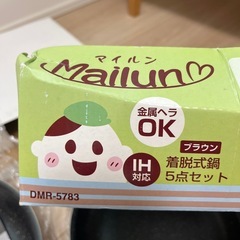 マイルン
Mailun
金属ヘラ
OK
ブラウン
IH
対応
着脱式鍋
5点セット
DMR-5783